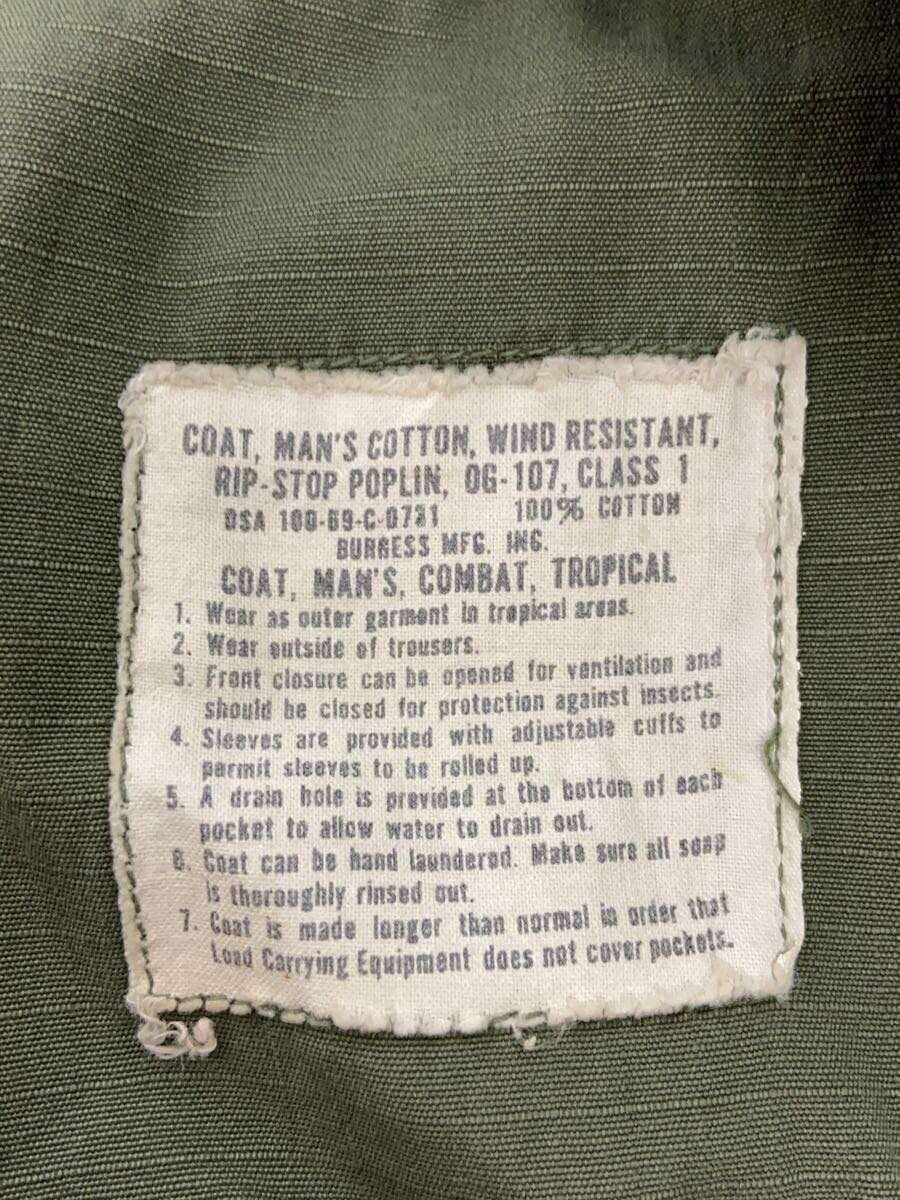 COAT, MAN'S COTTON, WIND RESISTANT,
RIP-STOP POPLIN, OG-107, CLASS 1
DSA 100-69-C-0731 100% COTTON
BURGESS MFG. INC.
COAT, MAN'S, COMBAT, TROPICAL
1. Wear as outer garment in tropical areas.
2. Wear outside of trousers.
3. Front closure can be opened for ventilation and
should be closed for protection against insects.
4. Sleeves are provided with adjustable cuffs to
permit sleeves to be rolled up.
5. A drain hole is provided at the bottom of each
pocket to allow water to drain out.
6. Coat can be hand laundered. Make sure all soap
is thoroughly rinsed out.
7. Coat is made longer than normal in order that
Load Carrying Equipment does not cover pockets.